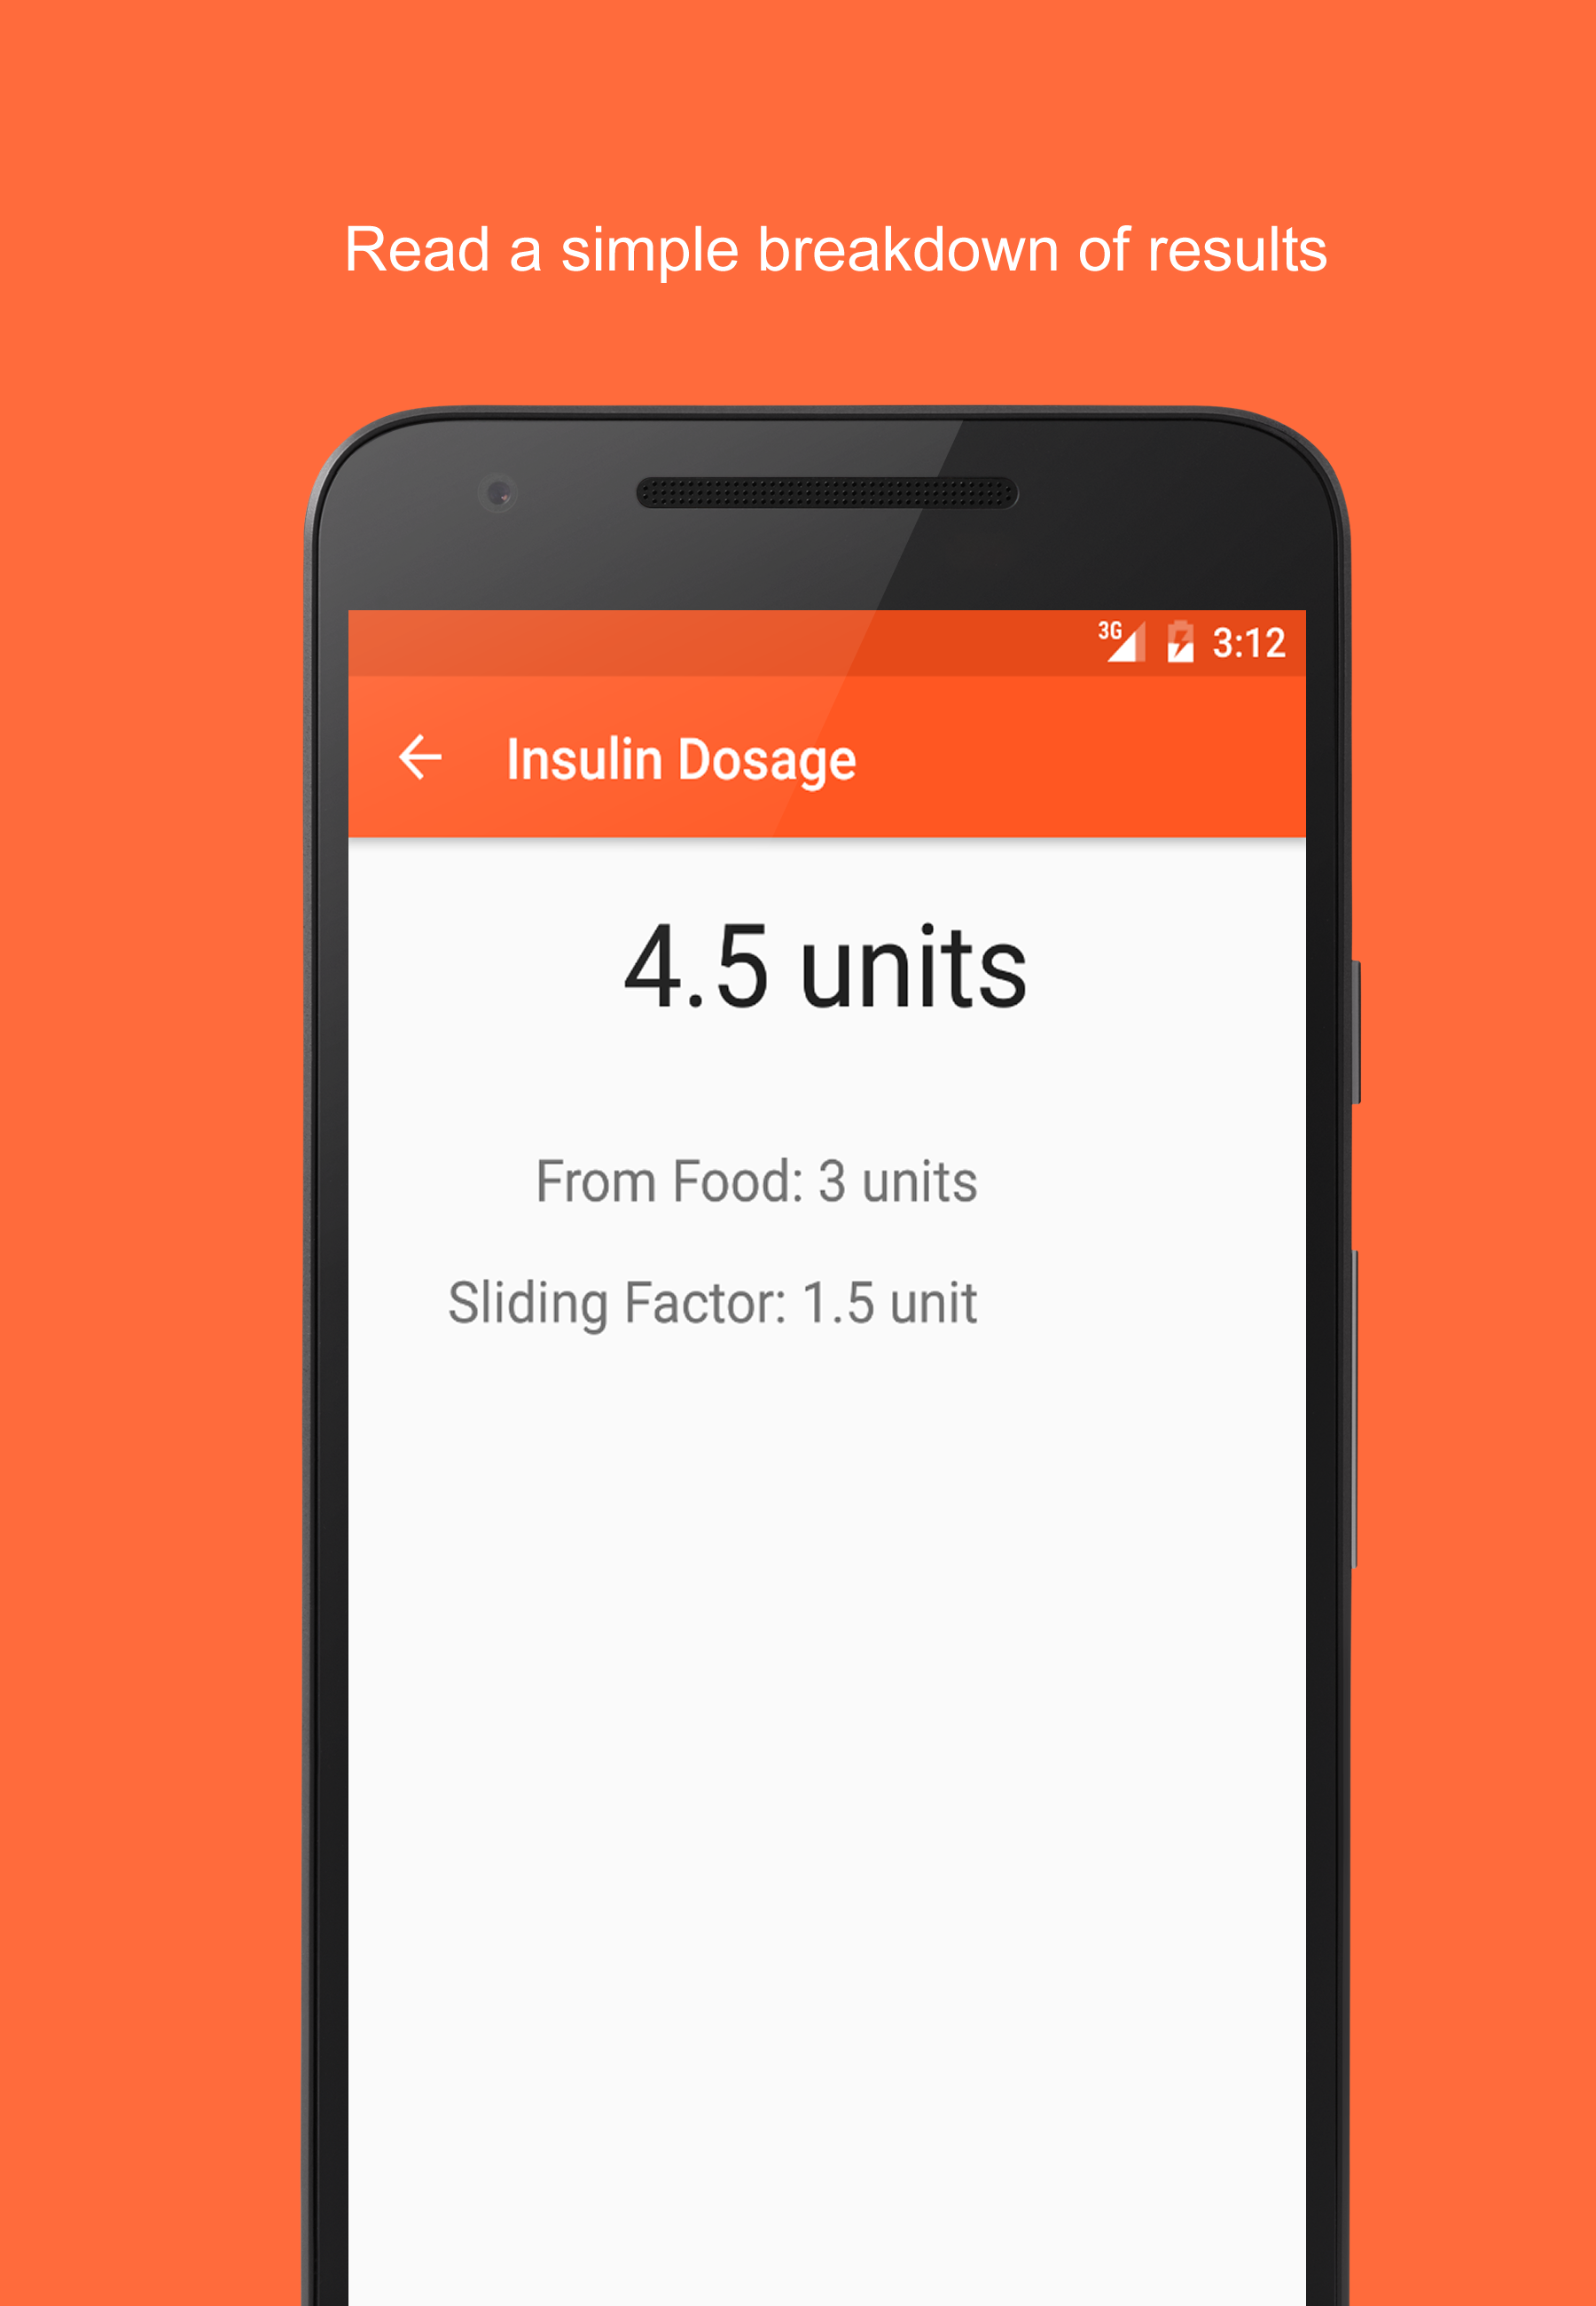 Read a simple breakdown of results
3G 3:12
Insulin Dosage
4.5 units
From Food: 3 units
Sliding Factor: 1.5 unit